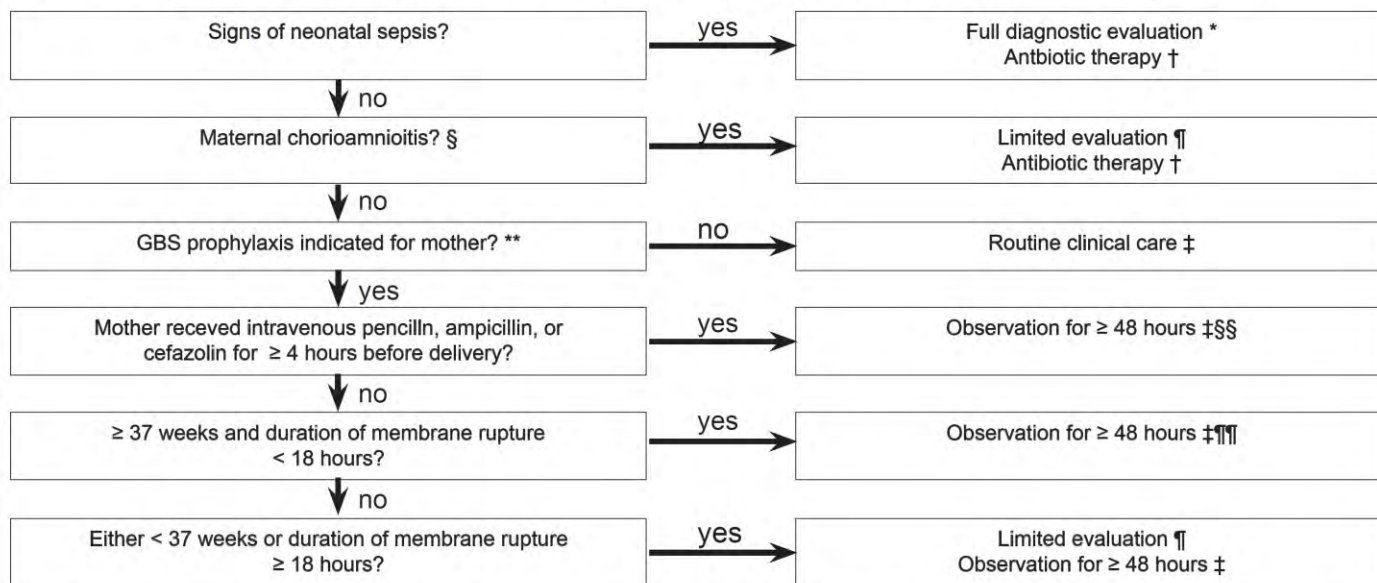 Signs of neonatal sepsis?
yes
Full diagnostic evaluation *
Antbiotic therapy †
no
Maternal chorioamnioitis? §
yes
Limited evaluation ¶
Antibiotic therapy †
no
GBS prophylaxis indicated for mother? **
no
Routine clinical care ‡
yes
Mother receved intravenous pencilln, ampicillin, or
cefazolin for ≥ 4 hours before delivery?
yes
Observation for ≥ 48 hours ‡§§
no
≥ 37 weeks and duration of membrane rupture
< 18 hours?
yes
Observation for ≥ 48 hours ‡¶¶
no
Either < 37 weeks or duration of membrane rupture
≥ 18 hours?
yes
Limited evaluation ¶
Observation for ≥ 48 hours ‡